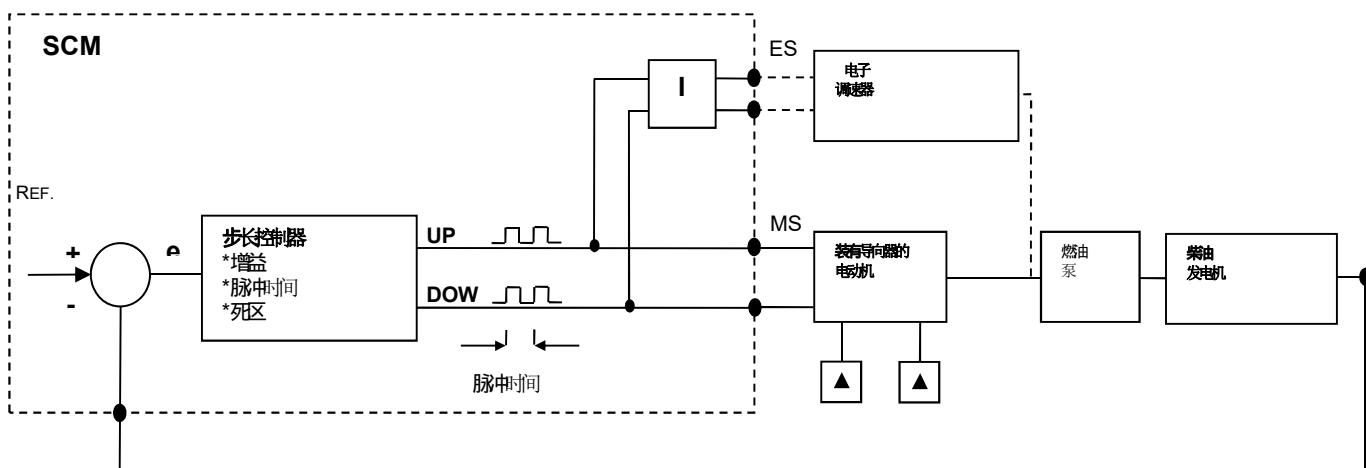 SCM
ES
电子
调速器
I
REF.
+
e
-
步长控制器
*增益
*脉冲时间
*死区
UP
DOW
MS
装有导向器的
电动机
燃油
泵
柴油
发电机
▲
▲
脉冲时间